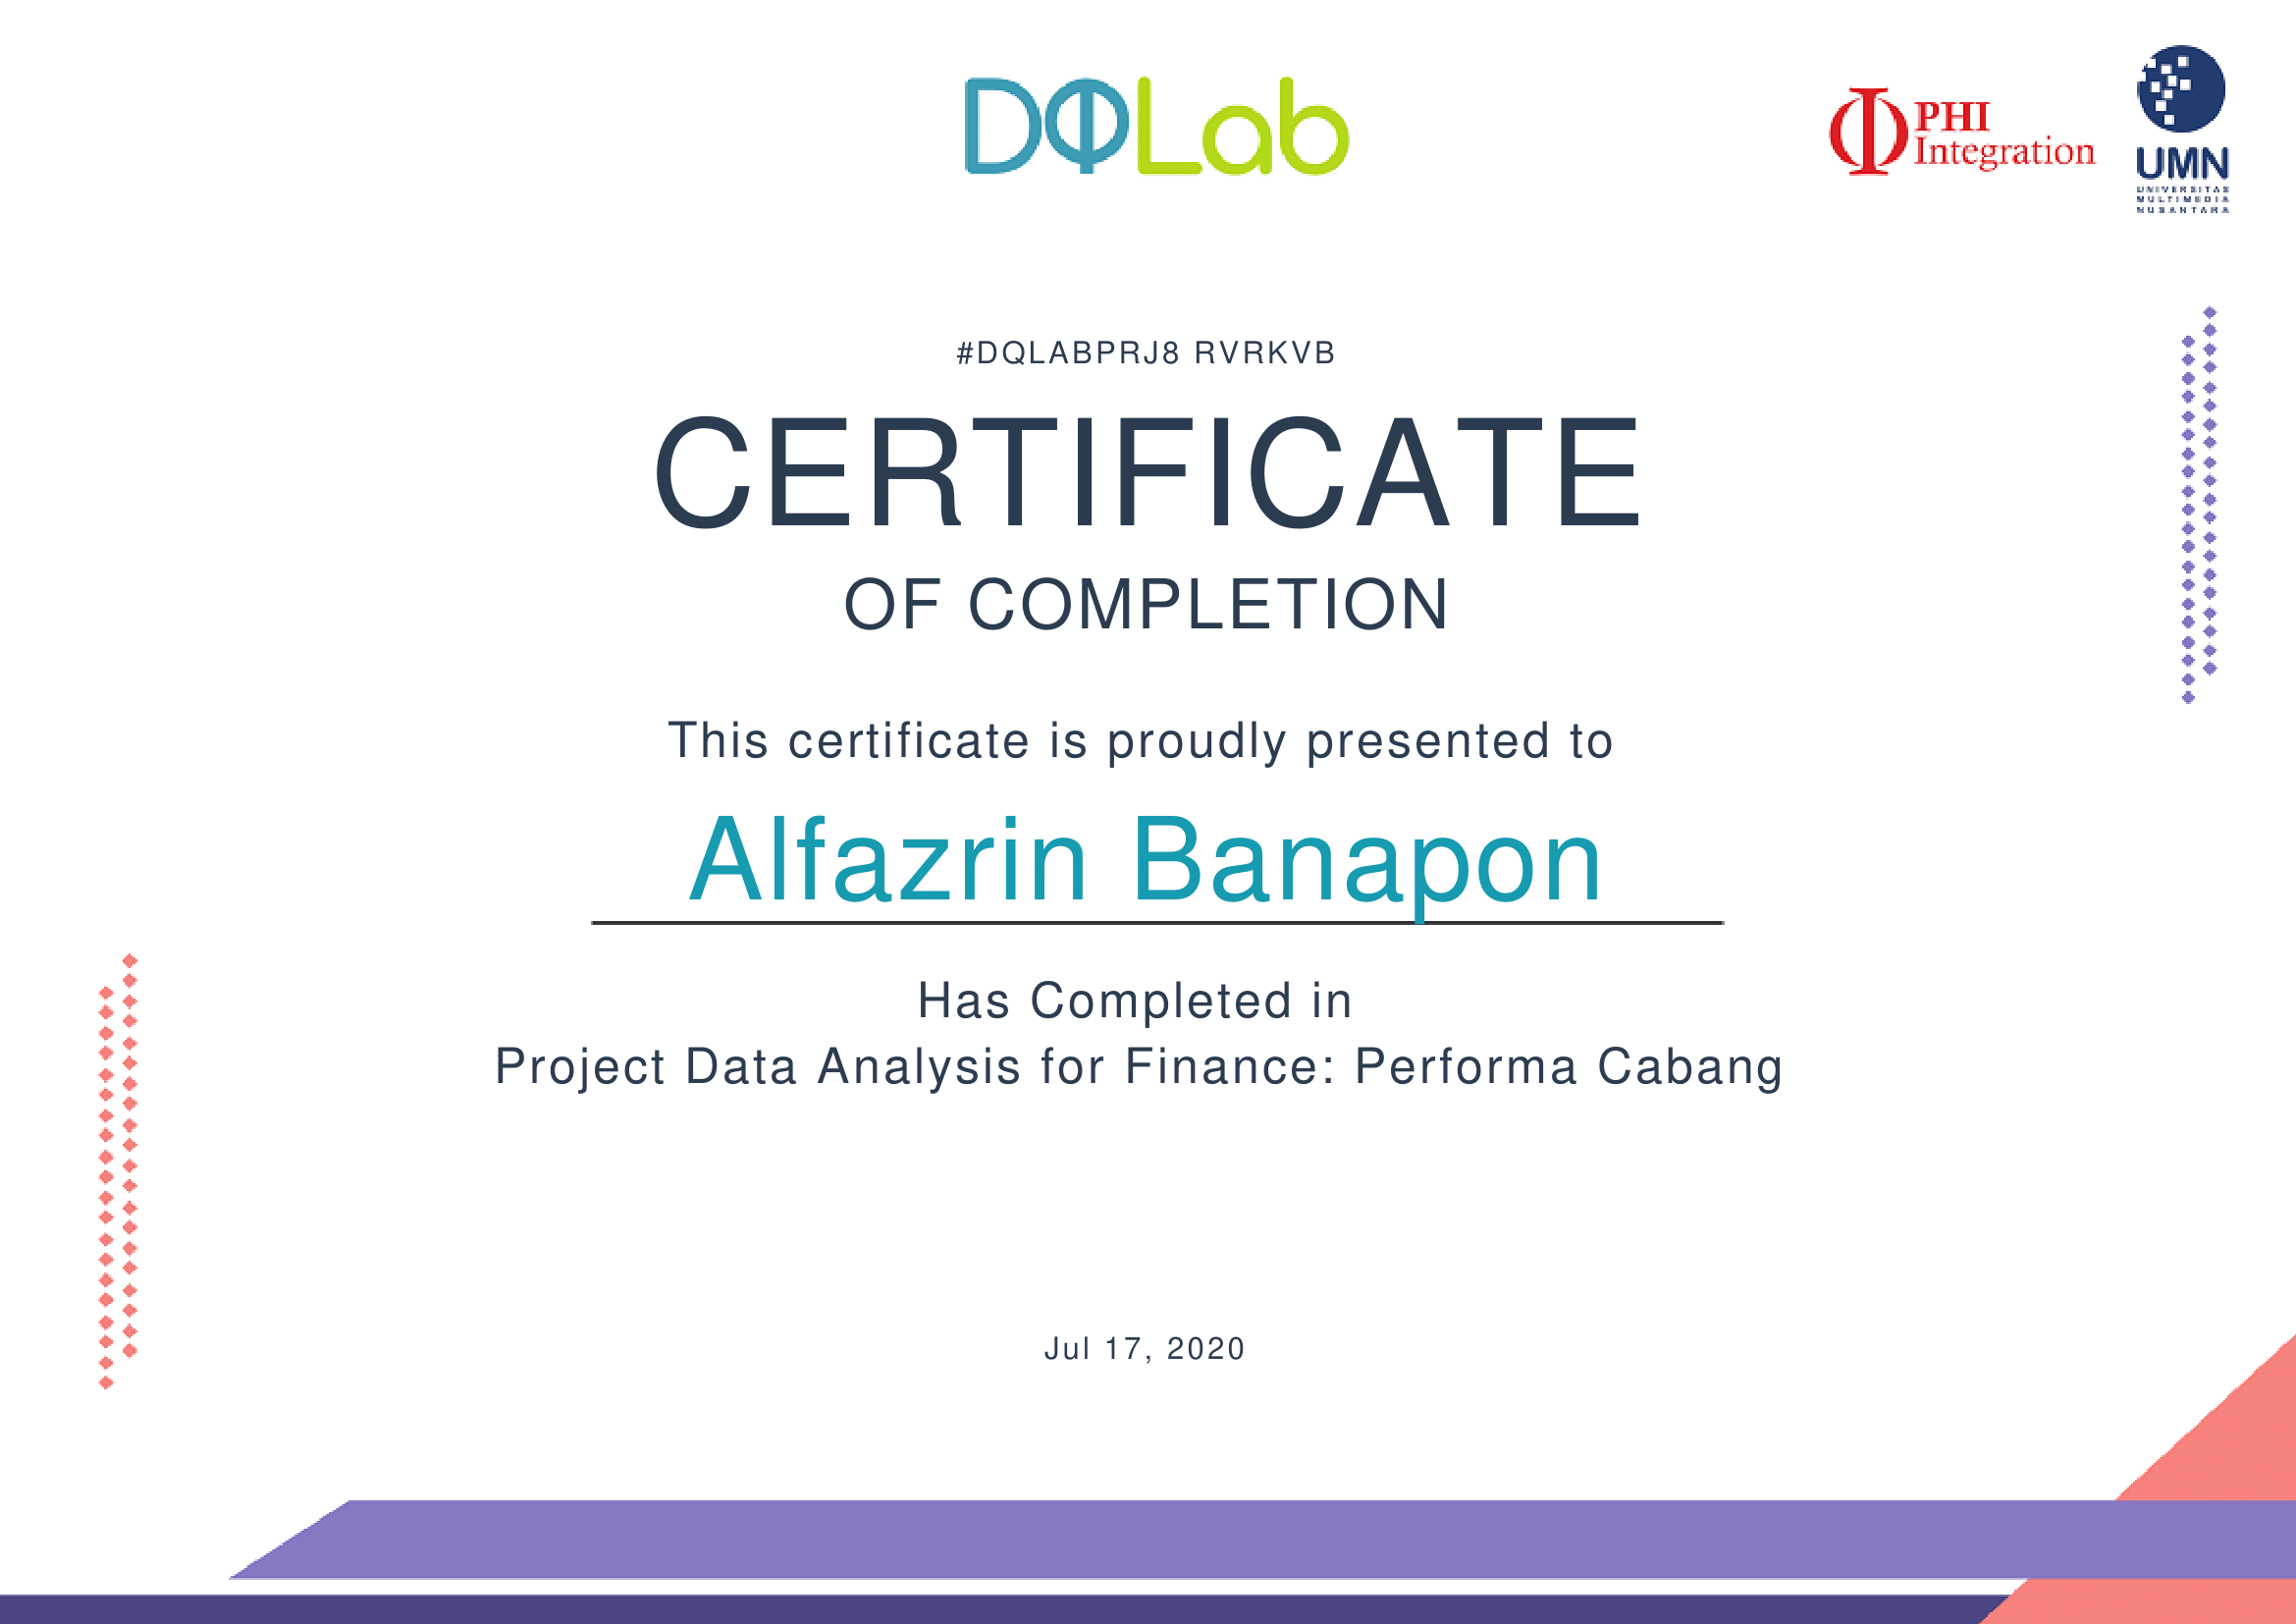 DQLab
PHI
Integration
UMN
UNIVERSITAS
MULTIMEDIA
NUSANTARA
#DQLABPRJ8 RVRKVB
CERTIFICATE
OF COMPLETION
This certificate is proudly presented to
Alfazrin Banapon
Has Completed in
Project Data Analysis for Finance: Performa Cabang
Jul 17, 2020